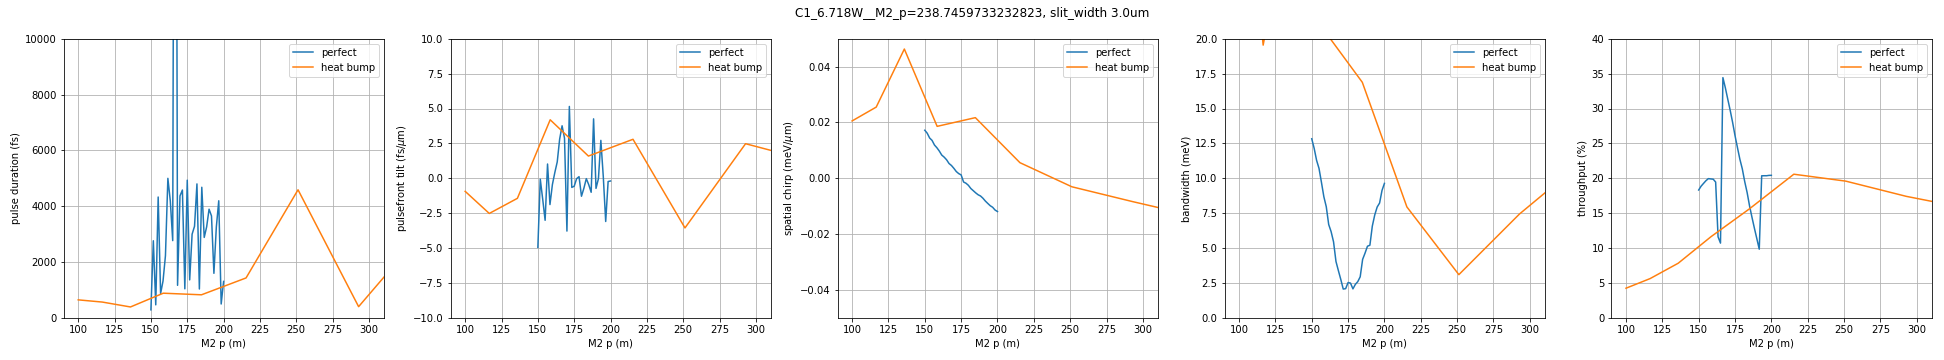 C1_6.718W__M2_p=238.7459733232823, slit_width 3.0um
pulse duration (fs)
10000
8000
6000
4000
2000
0
perfect
heat bump
100 125 150 175 200 225 250 275 300
M2 p (m)
pulsefront tilt (fs/μm)
10.0
7.5
5.0
2.5
0.0
−2.5
−5.0
−7.5
−10.0
perfect
heat bump
100 125 150 175 200 225 250 275 300
M2 p (m)
spatial chirp (meV/μm)
0.04
0.02
0.00
−0.02
−0.04
perfect
heat bump
100 125 150 175 200 225 250 275 300
M2 p (m)
bandwidth (meV)
20.0
17.5
15.0
12.5
10.0
7.5
5.0
2.5
0.0
perfect
heat bump
100 125 150 175 200 225 250 275 300
M2 p (m)
throughput (%)
40
35
30
25
20
15
10
5
0
perfect
heat bump
100 125 150 175 200 225 250 275 300
M2 p (m)